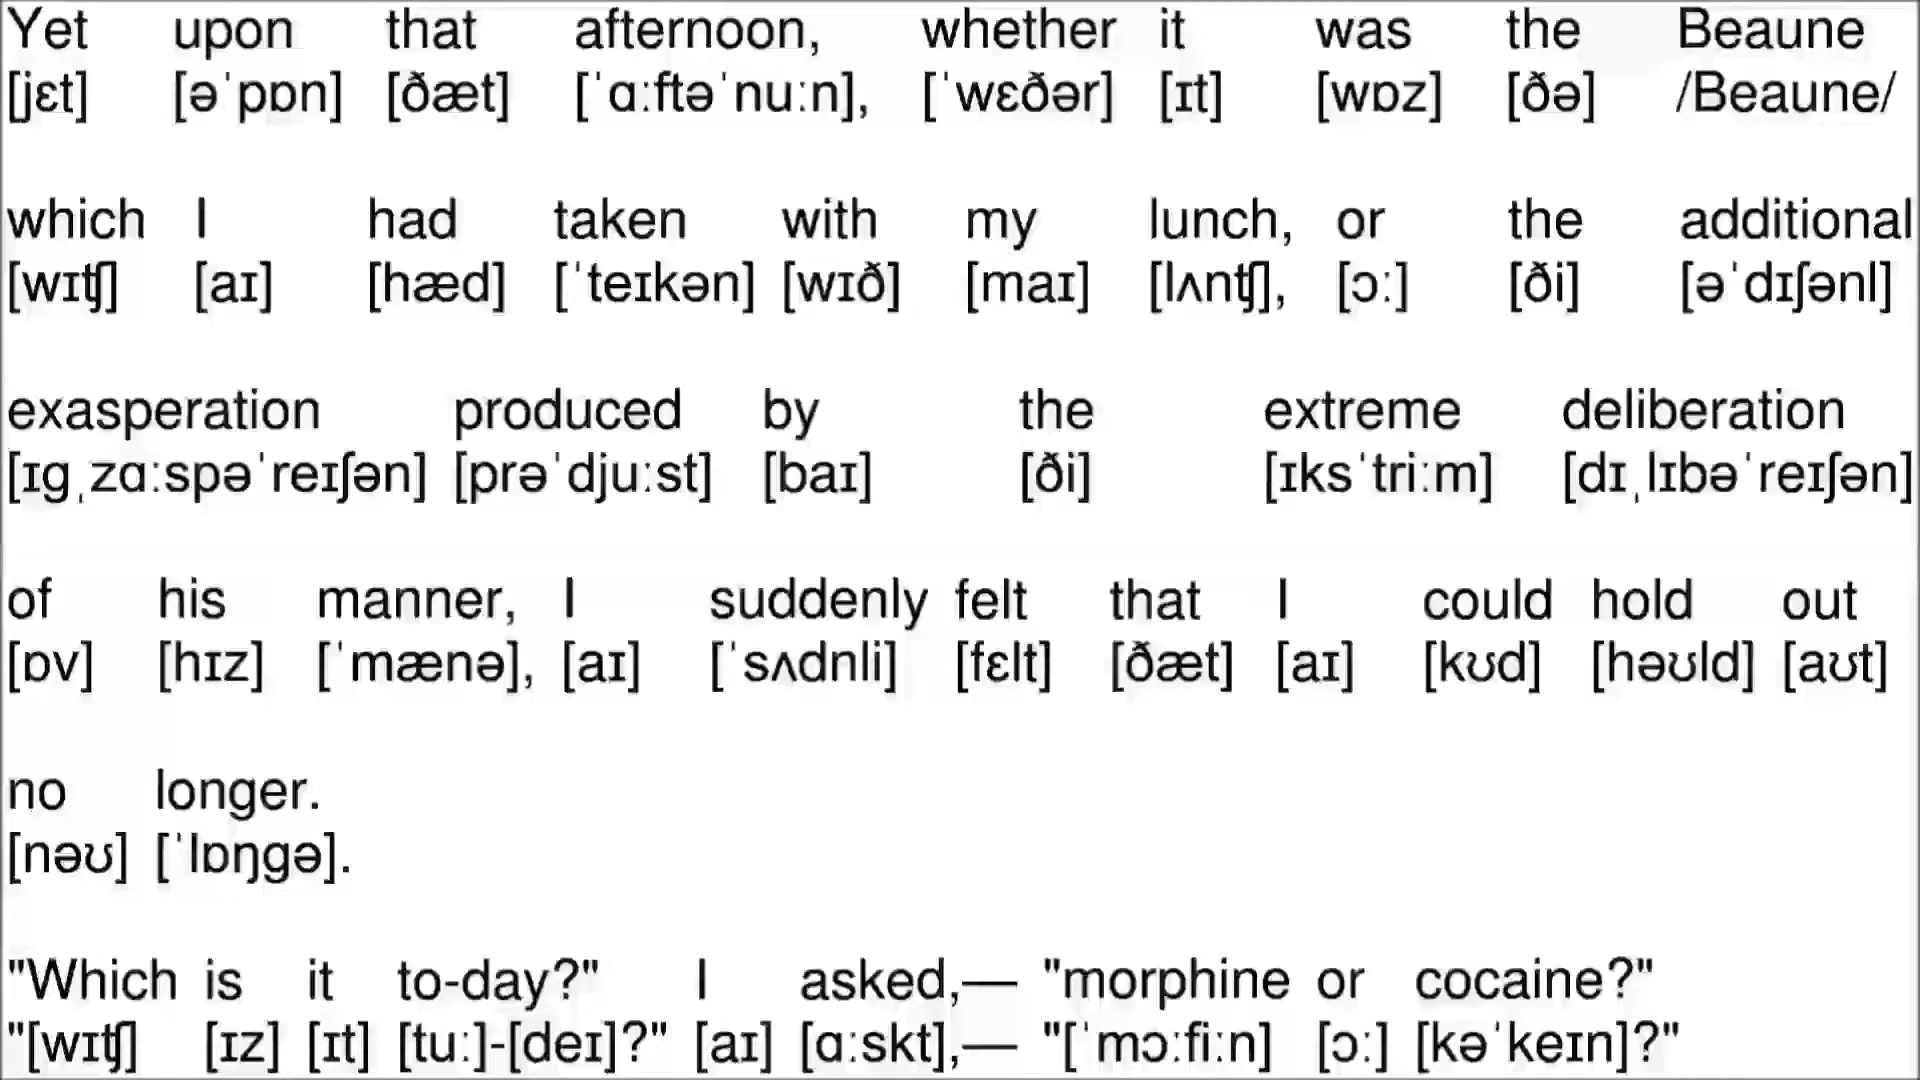 Yet upon that afternoon, whether it was the Beaune
[jɛt] [əˈpɒn] [ðæt] [ˈɑːftəˈnuːn], [ˈwɛðər] [ɪt] [wɒz] [ðə] /Beaune/
which I had taken with my lunch, or the additional
[wɪʧ] [aɪ] [hæd] [ˈteɪkən] [wɪð] [maɪ] [lʌnʧ], [ɔː] [ði] [əˈdɪʃənl]
exasperation produced by the extreme deliberation
[ɪgˌzɑːspəˈreɪʃən] [prəˈdjuːst] [baɪ] [ði] [ɪksˈtriːm] [dɪˌlɪbəˈreɪʃən]
of his manner, I suddenly felt that I could hold out
[ɒv] [hɪz] [ˈmænə], [aɪ] [ˈsʌdnli] [fɛlt] [ðæt] [aɪ] [kʊd] [həʊld] [aʊt]
no longer.
[nəʊ] [ˈlɒŋgə].
"Which is it to-day?" I asked,— "morphine or cocaine?"
"[wɪʧ] [ɪz] [ɪt] [tuː]-[deɪ]?" [aɪ] [ɑːskt],— "[ˈmɔːfiːn] [ɔː] [kəˈkeɪn]?"